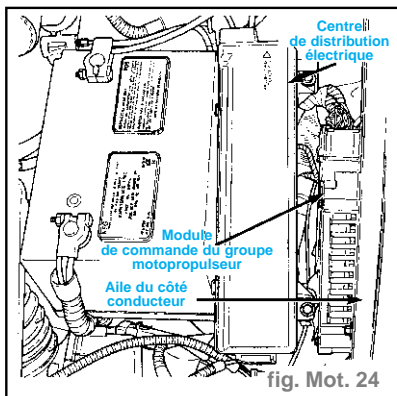 Centre
de distribution
électrique
Module
de commande du groupe
motopropulseur
Aile du côté
conducteur
fig. Mot. 24